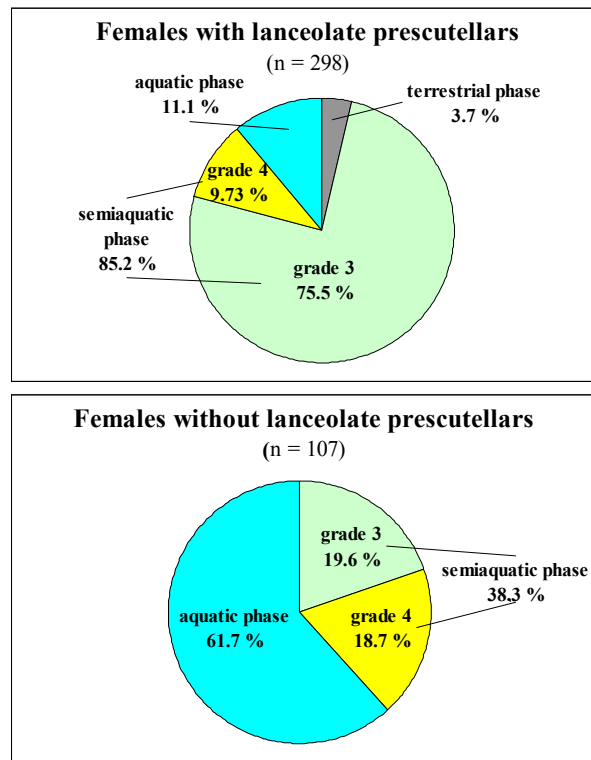 Females with lanceolate prescutellars
(n = 298)
aquatic phase
11.1 %
terrestrial phase
3.7 %
grade 4
9.73 %
semiaquatic
phase
85.2 %
grade 3
75.5 %
Females without lanceolate prescutellars
(n = 107)
grade 3
19.6 %
semiaquatic phase
38.3 %
aquatic phase
61.7 %
grade 4
18.7 %